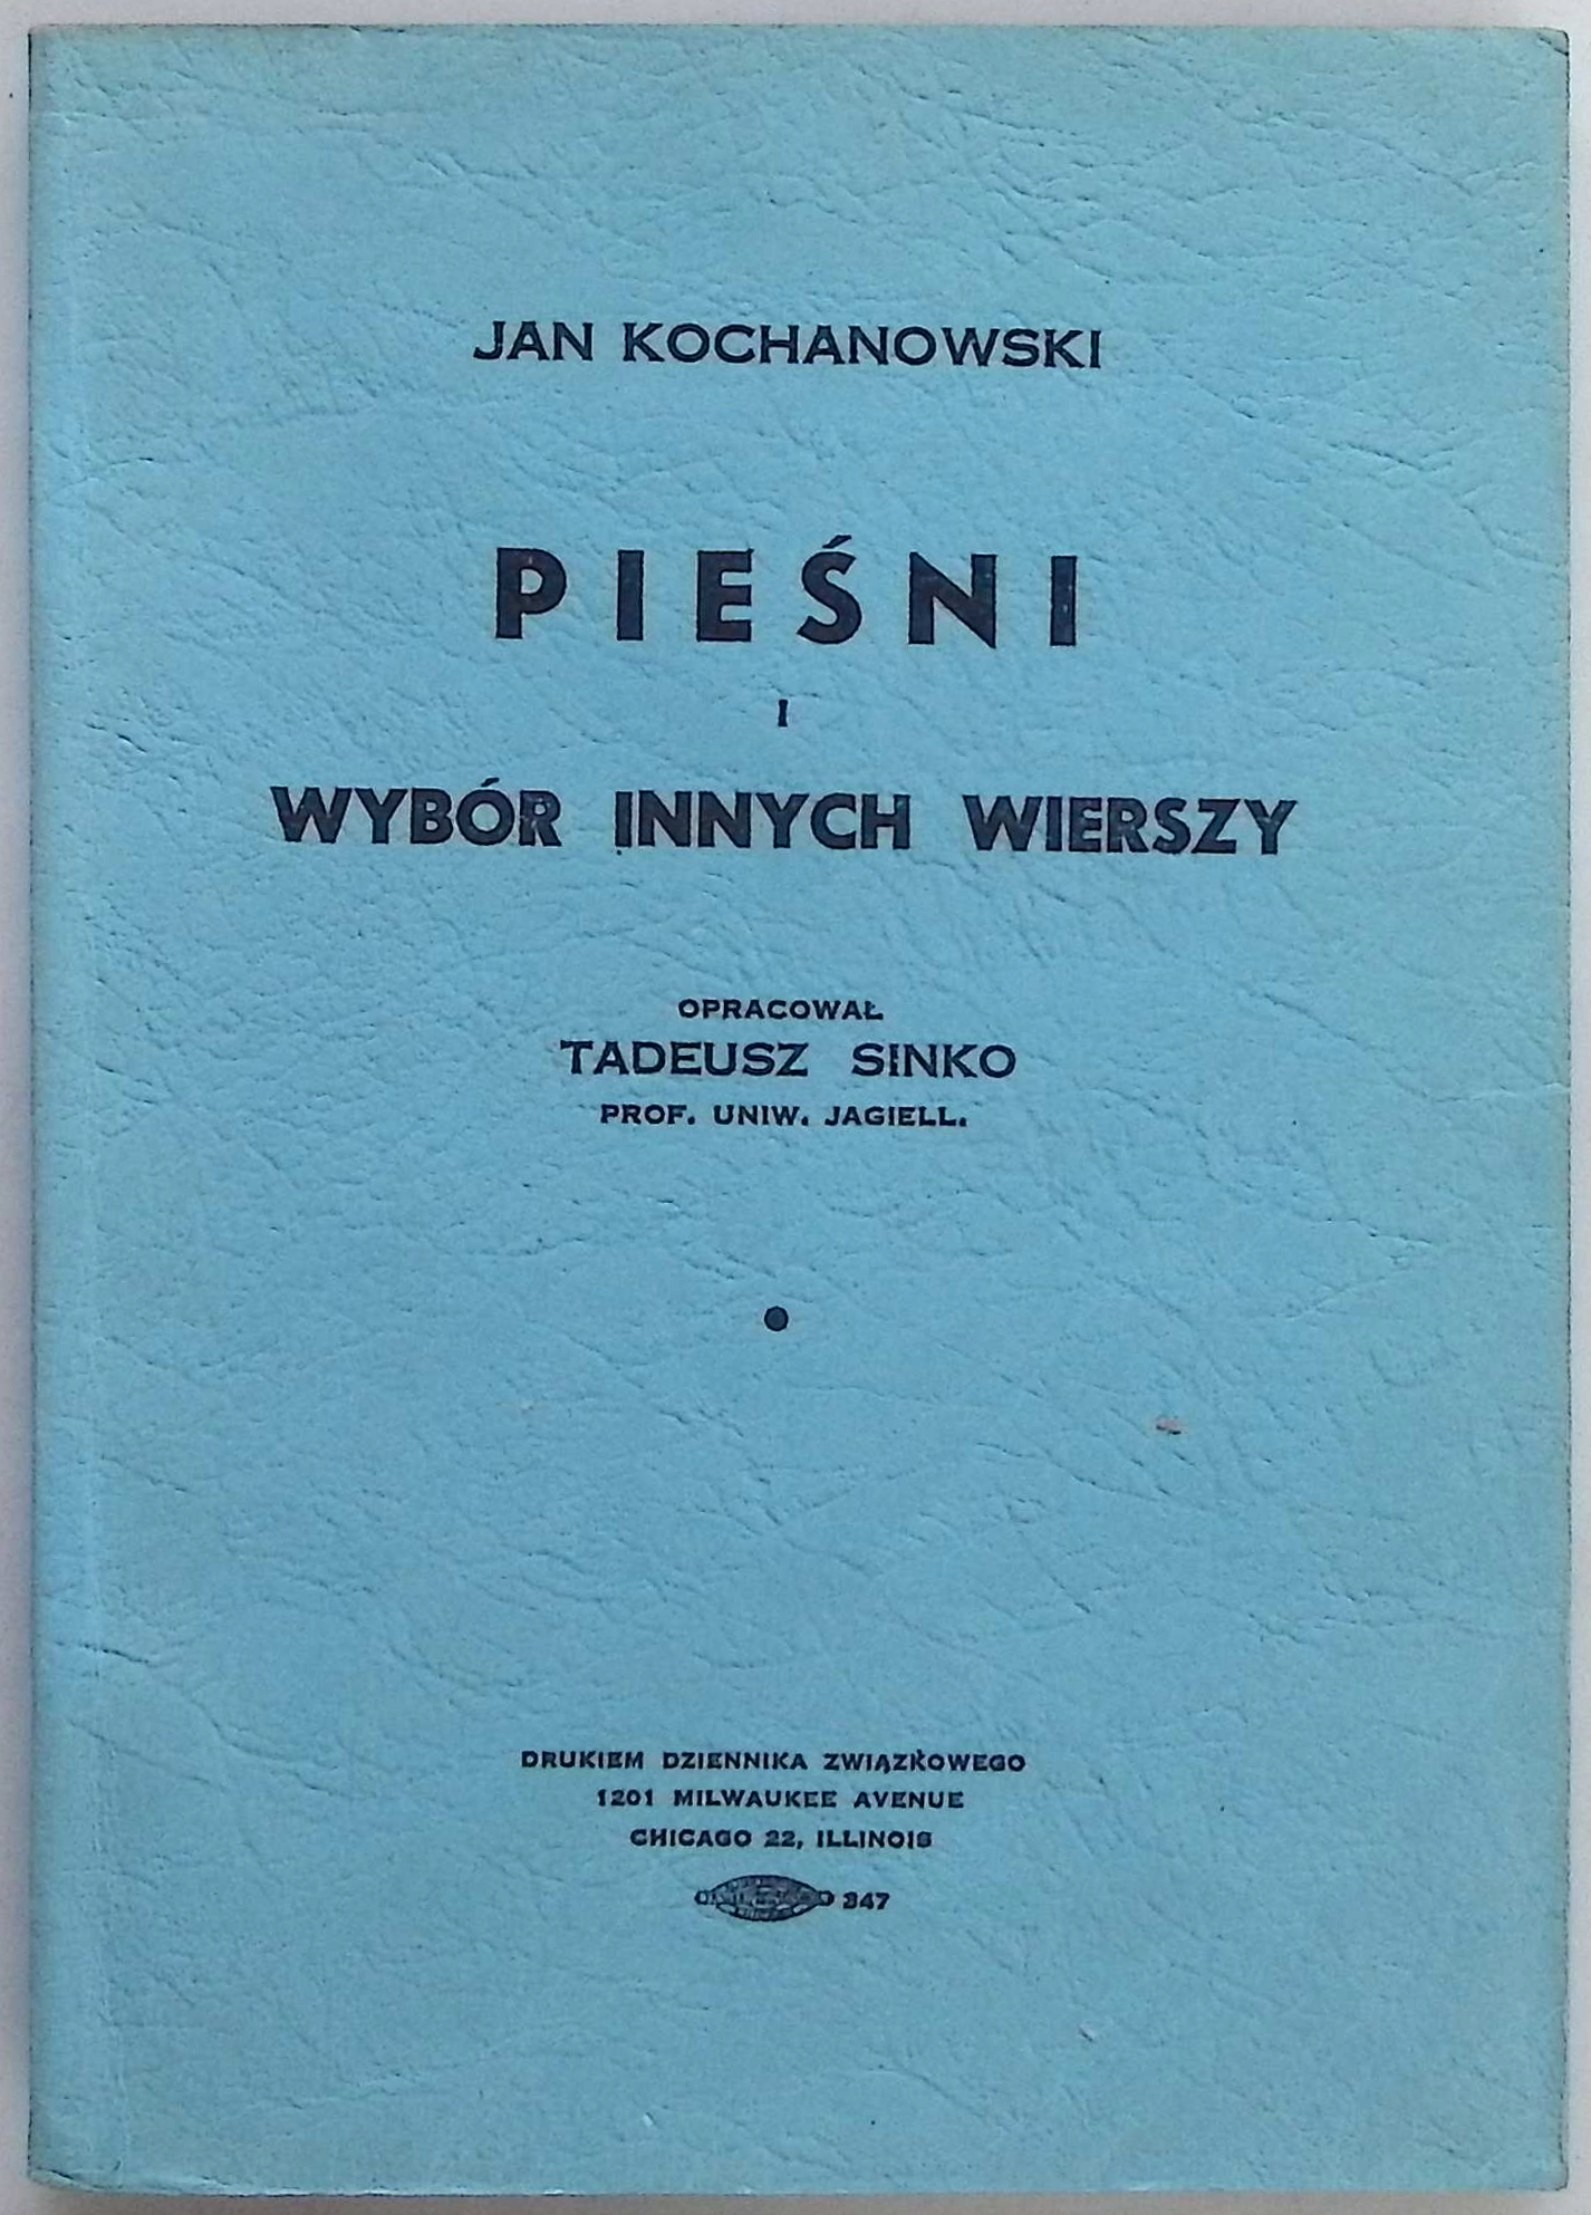 JAN KOCHANOWSKI
PIEŚNI
I
WYBÓR INNYCH WIERSZY
OPRACOWAŁ
TADEUSZ SINKO
PROF. UNIW. JAGIELL.
DRUKIEM DZIENNIKA ZWIĄZKOWEGO
1201 MILWAUKEE AVENUE
CHICAGO 22, ILLINOIS
347